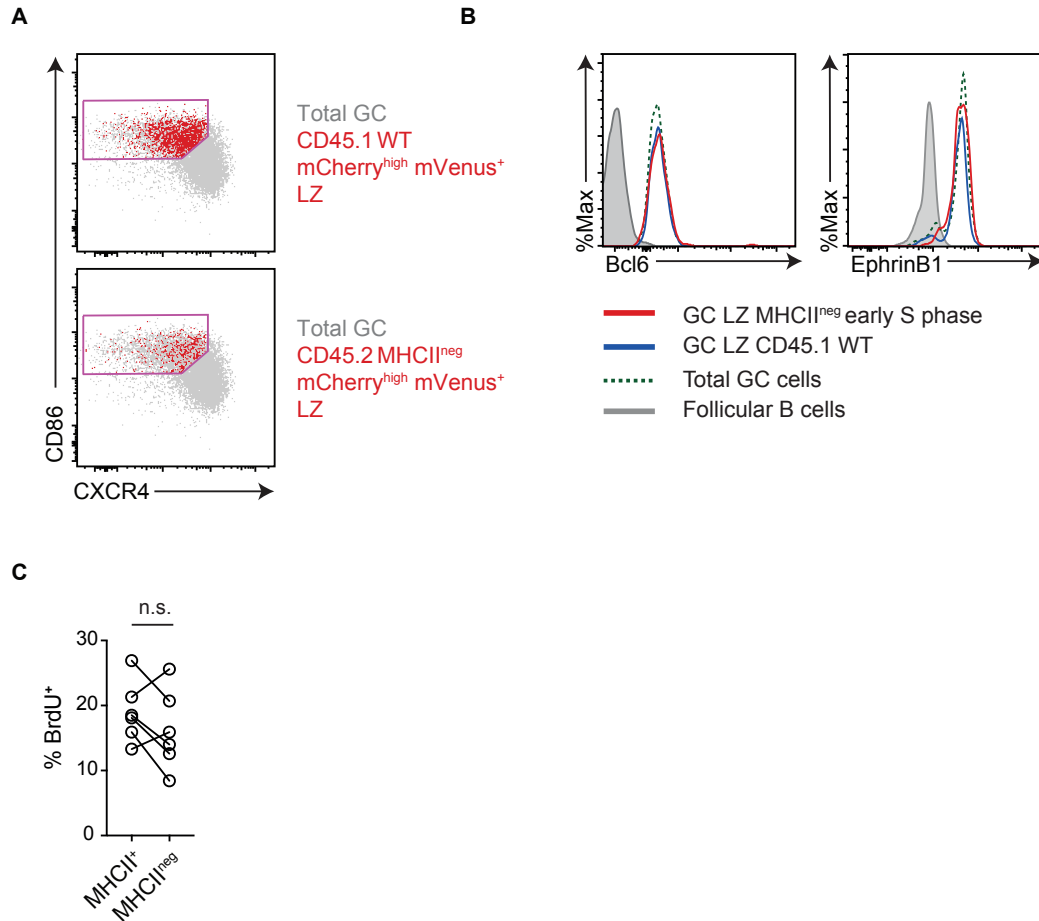 A
Total GC
CD45.1 WT
mCherryʰⁱᵍʰ mVenus⁺
LZ
Total GC
CD45.2 MHCIIⁿᵉᵍ
mCherryʰⁱᵍʰ mVenus⁺
LZ
CD86
CXCR4
B
%Max
Bcl6
%Max
EphrinB1
GC LZ MHCIIⁿᵉᵍ early S phase
GC LZ CD45.1 WT
Total GC cells
Follicular B cells
C
n.s.
30
20
10
0
% BrdU⁺
MHCII⁺
MHCIIⁿᵉᵍ